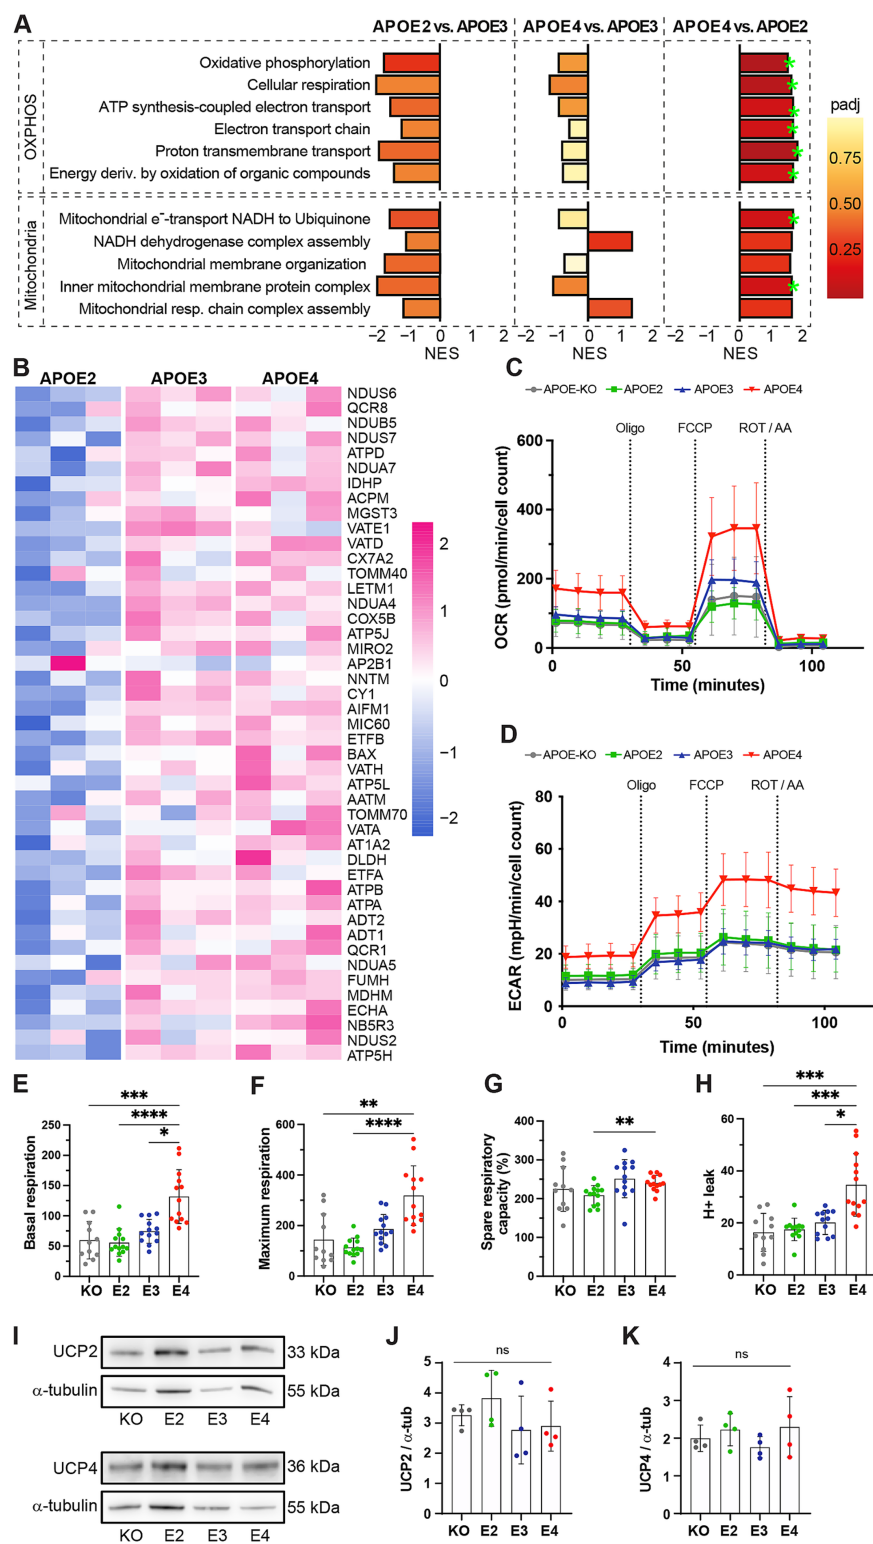 A
APOE2 vs. APOE3 APOE4 vs. APOE3 APOE4 vs. APOE2
OXPHOS
Oxidative phosphorylation
Cellular respiration
ATP synthesis-coupled electron transport
Electron transport chain
Proton transmembrane transport
Energy deriv. by oxidation of organic compounds
Mitochondria
Mitochondrial e⁻-transport NADH to Ubiquinone
NADH dehydrogenase complex assembly
Mitochondrial membrane organization
Inner mitochondrial membrane protein complex
Mitochondrial resp. chain complex assembly
* * * * * * * *
−2 −1 0 1 2 3 −2 −1 0 1 2 3 −2 −1 0 1 2
NES NES NES
padj
0.75
0.50
0.25
B
APOE2 APOE3 APOE4
NDUS6
QCR8
NDUB5
NDUS7
ATPD
NDUA7
IDHP
ACPM
MGST3
VATE1
VATD
CX7A2
TOMM40
LETM1
NDUA4
COX5B
ATP5J
MIRO2
AP2B1
NNTM
CY1
AIFM1
MIC60
ETFB
BAX
VATH
ATP5L
AATM
TOMM70
VATA
AT1A2
DLDH
ETFA
ATPB
ATPA
ADT2
ADT1
QCR1
NDUA5
FUMH
MDHM
ECHA
NB5R3
NDUS2
ATP5H
2
1
0
−1
−2
C
APOE-KO APOE2 APOE3 APOE4
Oligo FCCP ROT / AA
OCR (pmol/min/cell count)
600
400
200
0
0 50 100
Time (minutes)
D
APOE-KO APOE2 APOE3 APOE4
Oligo FCCP ROT / AA
ECAR (mpH/min/cell count)
80
60
40
20
0
0 50 100
Time (minutes)
E
***
****
*
Basal respiration
250
200
150
100
50
0
KO E2 E3 E4
F
**
****
Maximum respiration
600
400
200
0
KO E2 E3 E4
G
**
Spare respiratory
capacity (%)
400
300
200
100
0
KO E2 E3 E4
H
***
***
*
H+ leak
60
40
20
0
KO E2 E3 E4
I
UCP2 33 kDa
α-tubulin 55 kDa
KO E2 E3 E4
UCP4 36 kDa
α-tubulin 55 kDa
KO E2 E3 E4
J
ns
UCP2 / α-tub
5
4
3
2
1
0
KO E2 E3 E4
K
ns
UCP4 / α-tub
4
3
2
1
0
KO E2 E3 E4